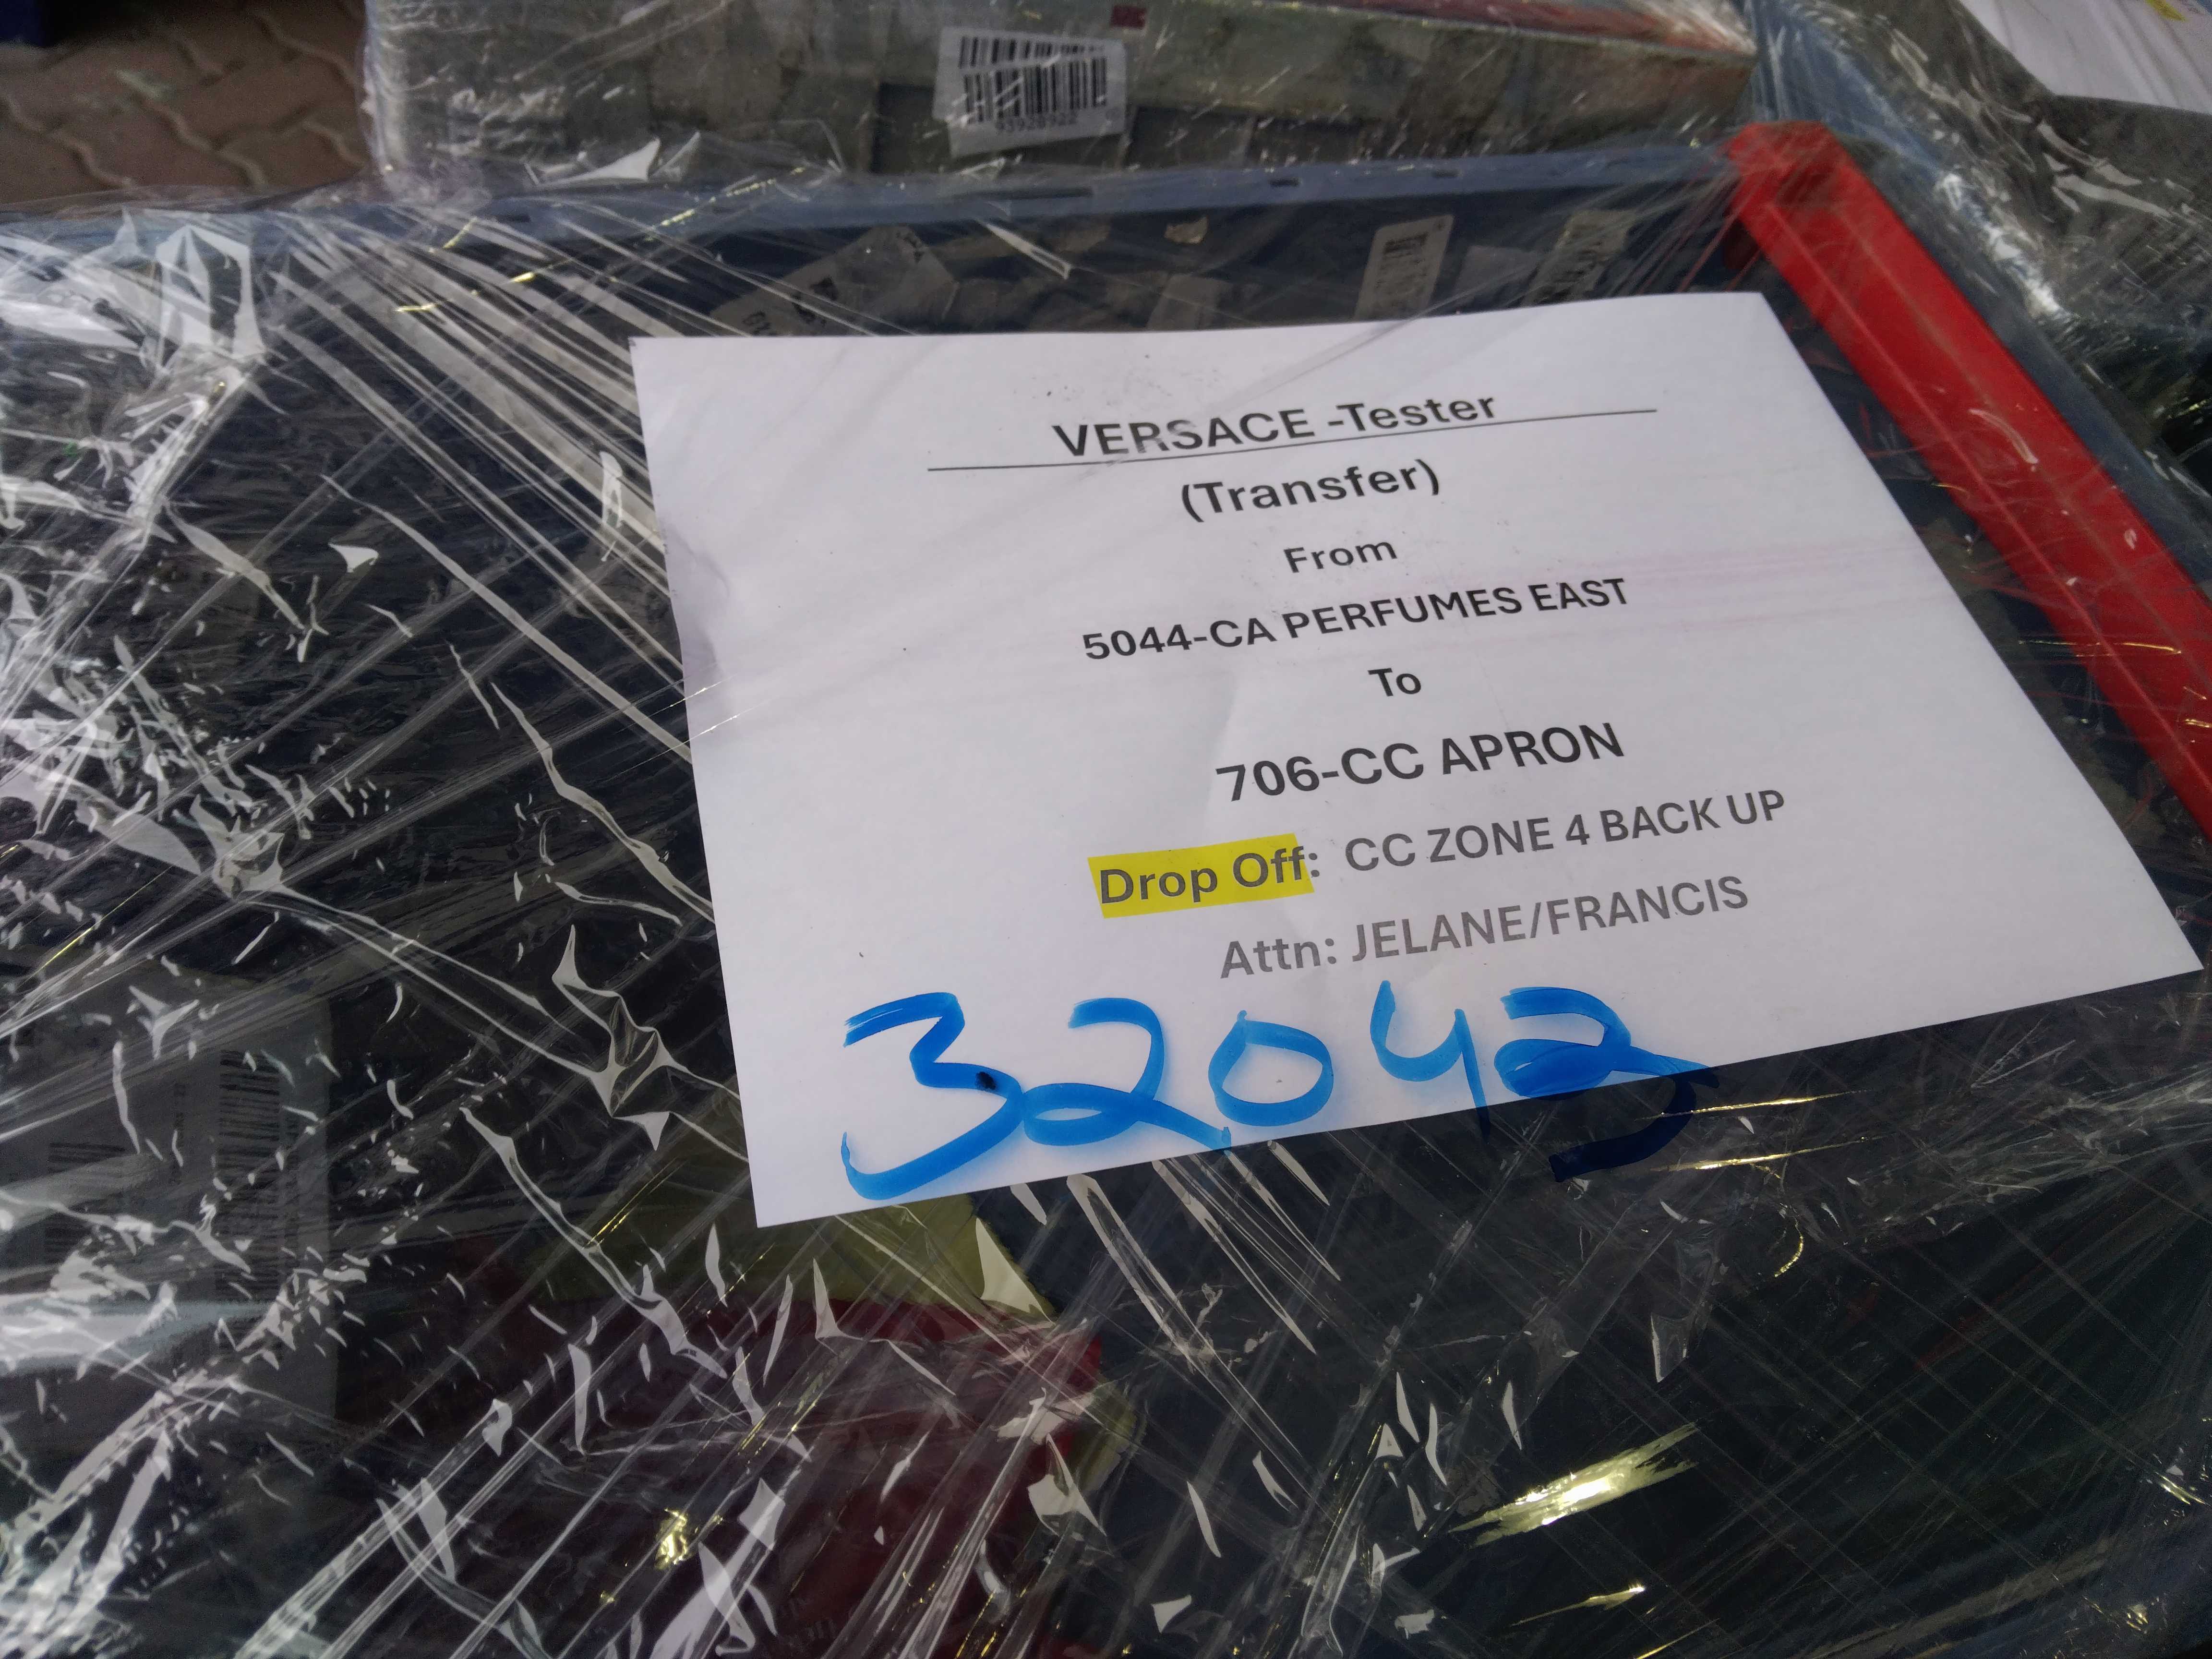 93928922
VERSACE -Tester
(Transfer)
From
5044-CA PERFUMES EAST
To
706-CC APRON
Drop Off: CC ZONE 4 BACK UP
Attn: JELANE/FRANCIS